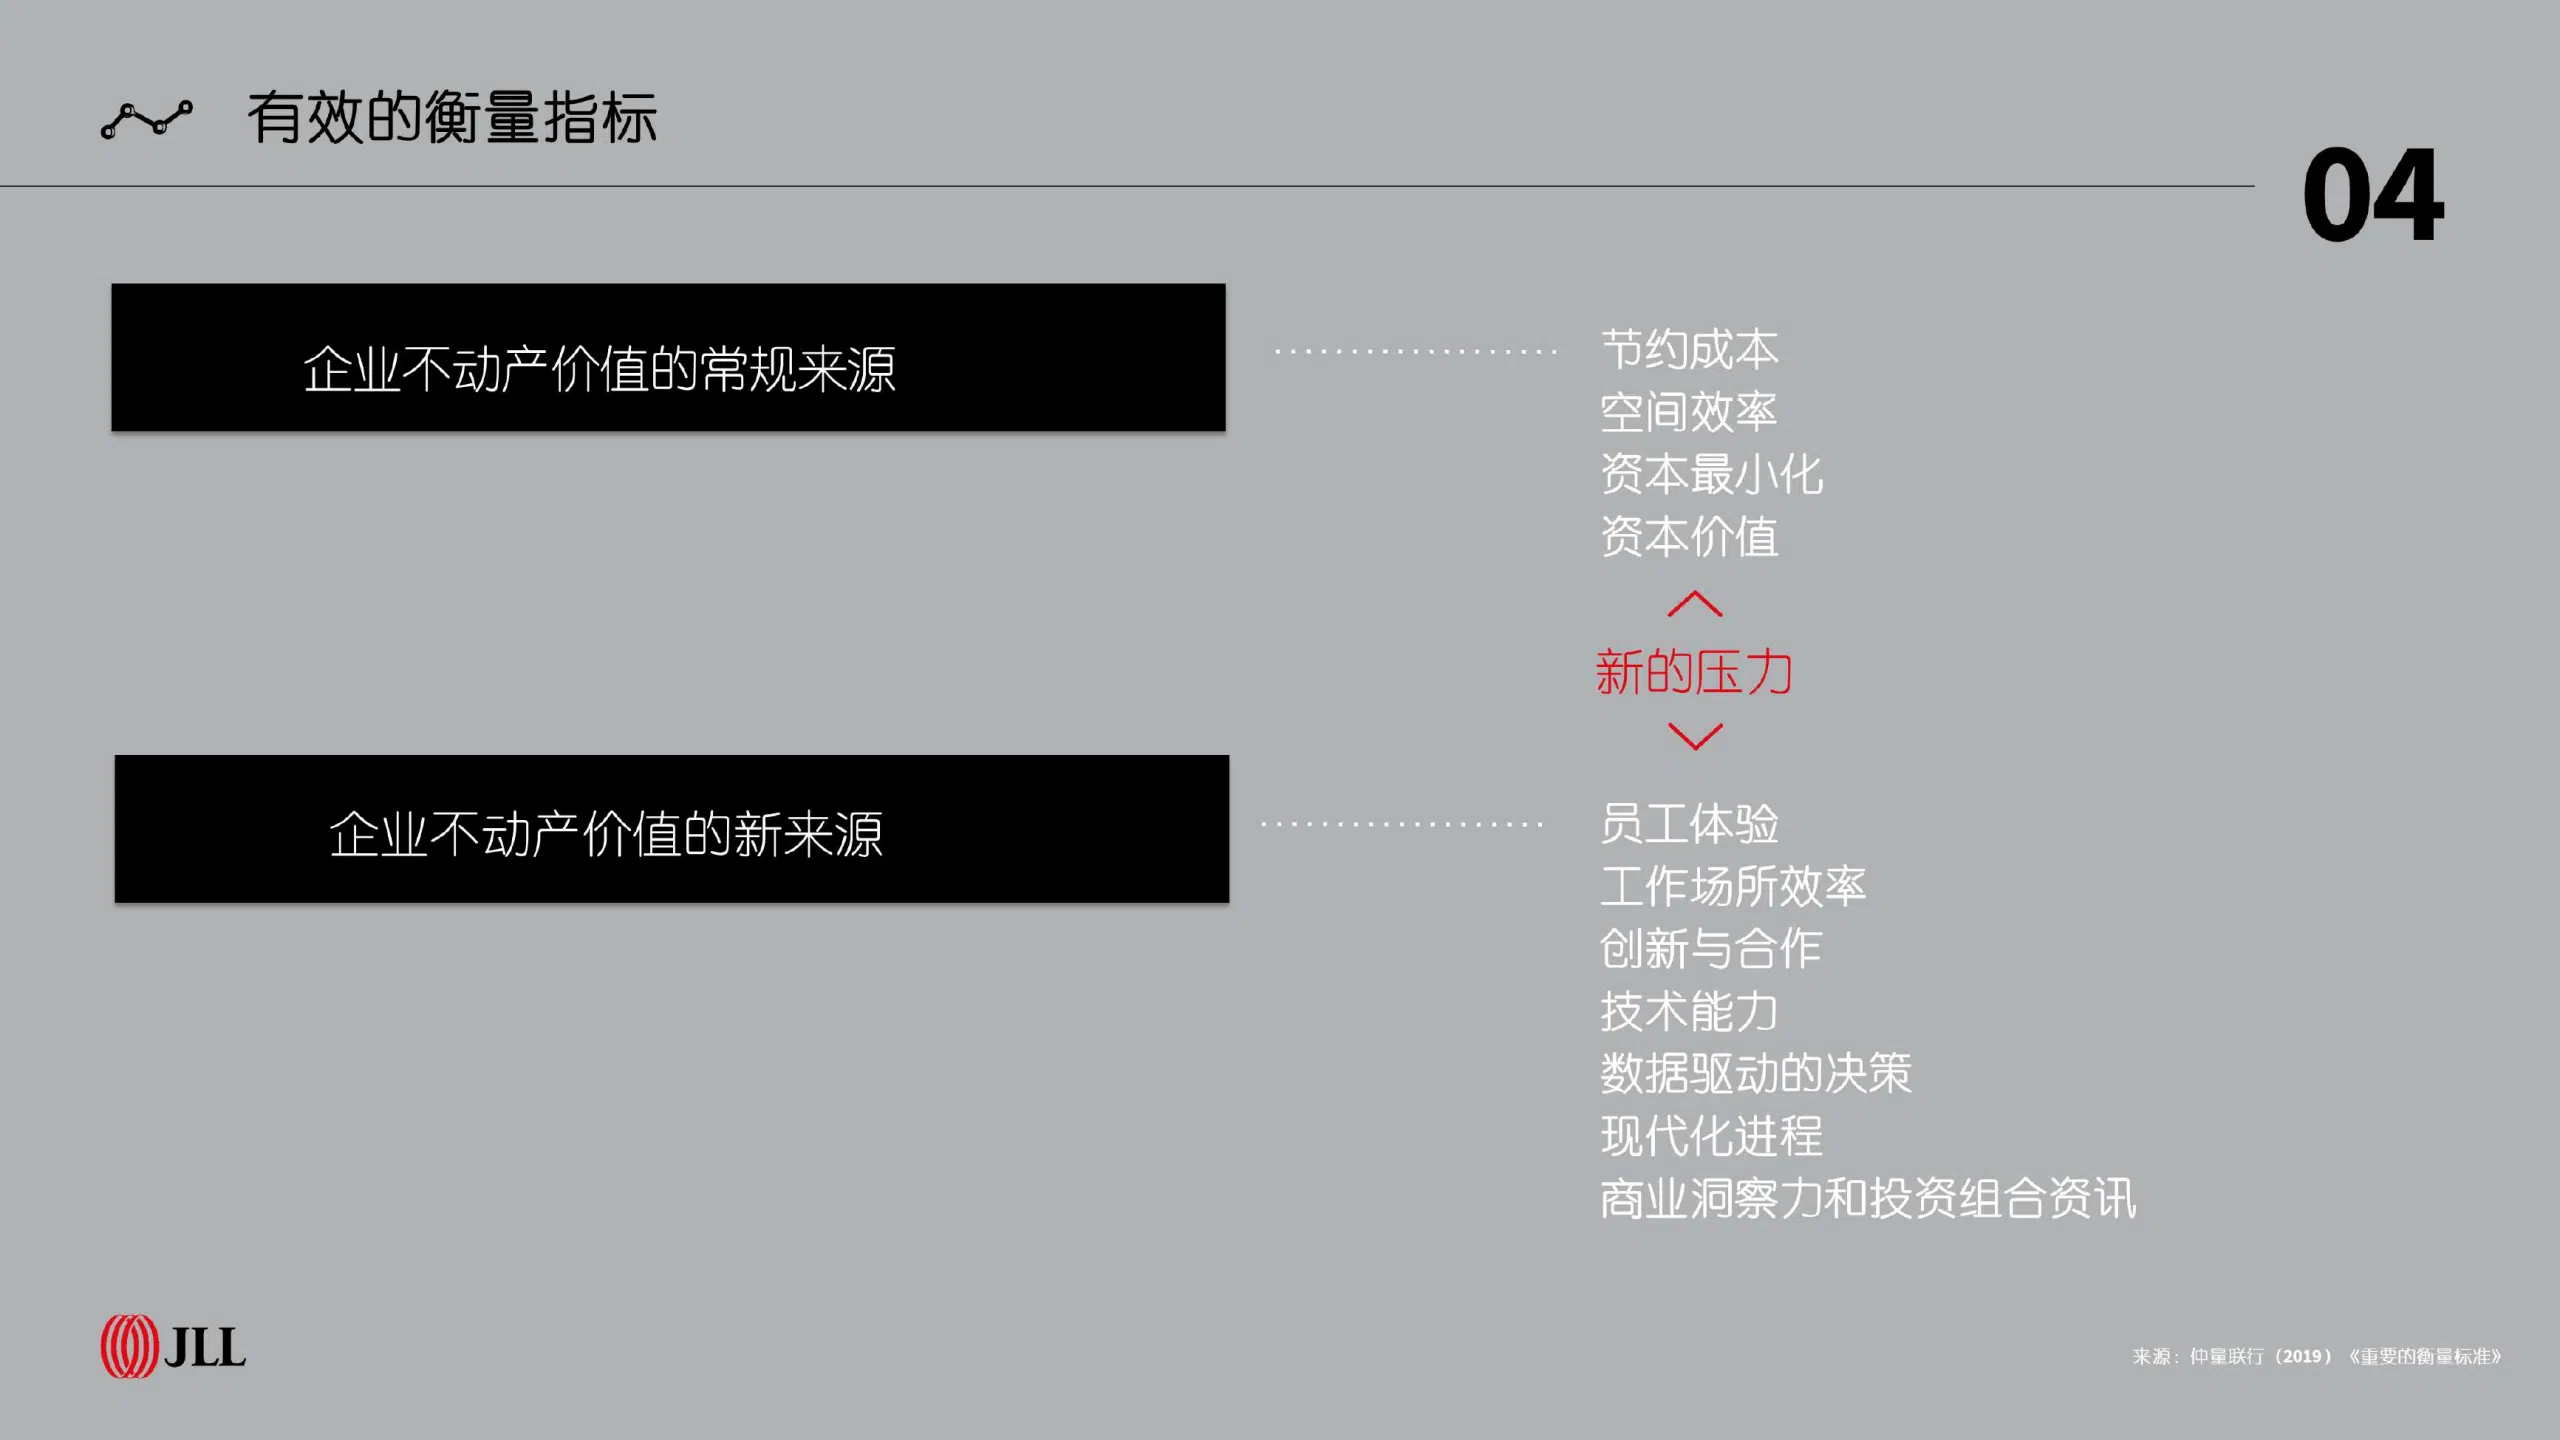 有效的衡量指标
04
企业不动产价值的常规来源
节约成本
空间效率
资本最小化
资本价值
新的压力
企业不动产价值的新来源
员工体验
工作场所效率
创新与合作
技术能力
数据驱动的决策
现代化进程
商业洞察力和投资组合资讯
JLL
来源：仲量联行（2019）《重要的衡量标准》